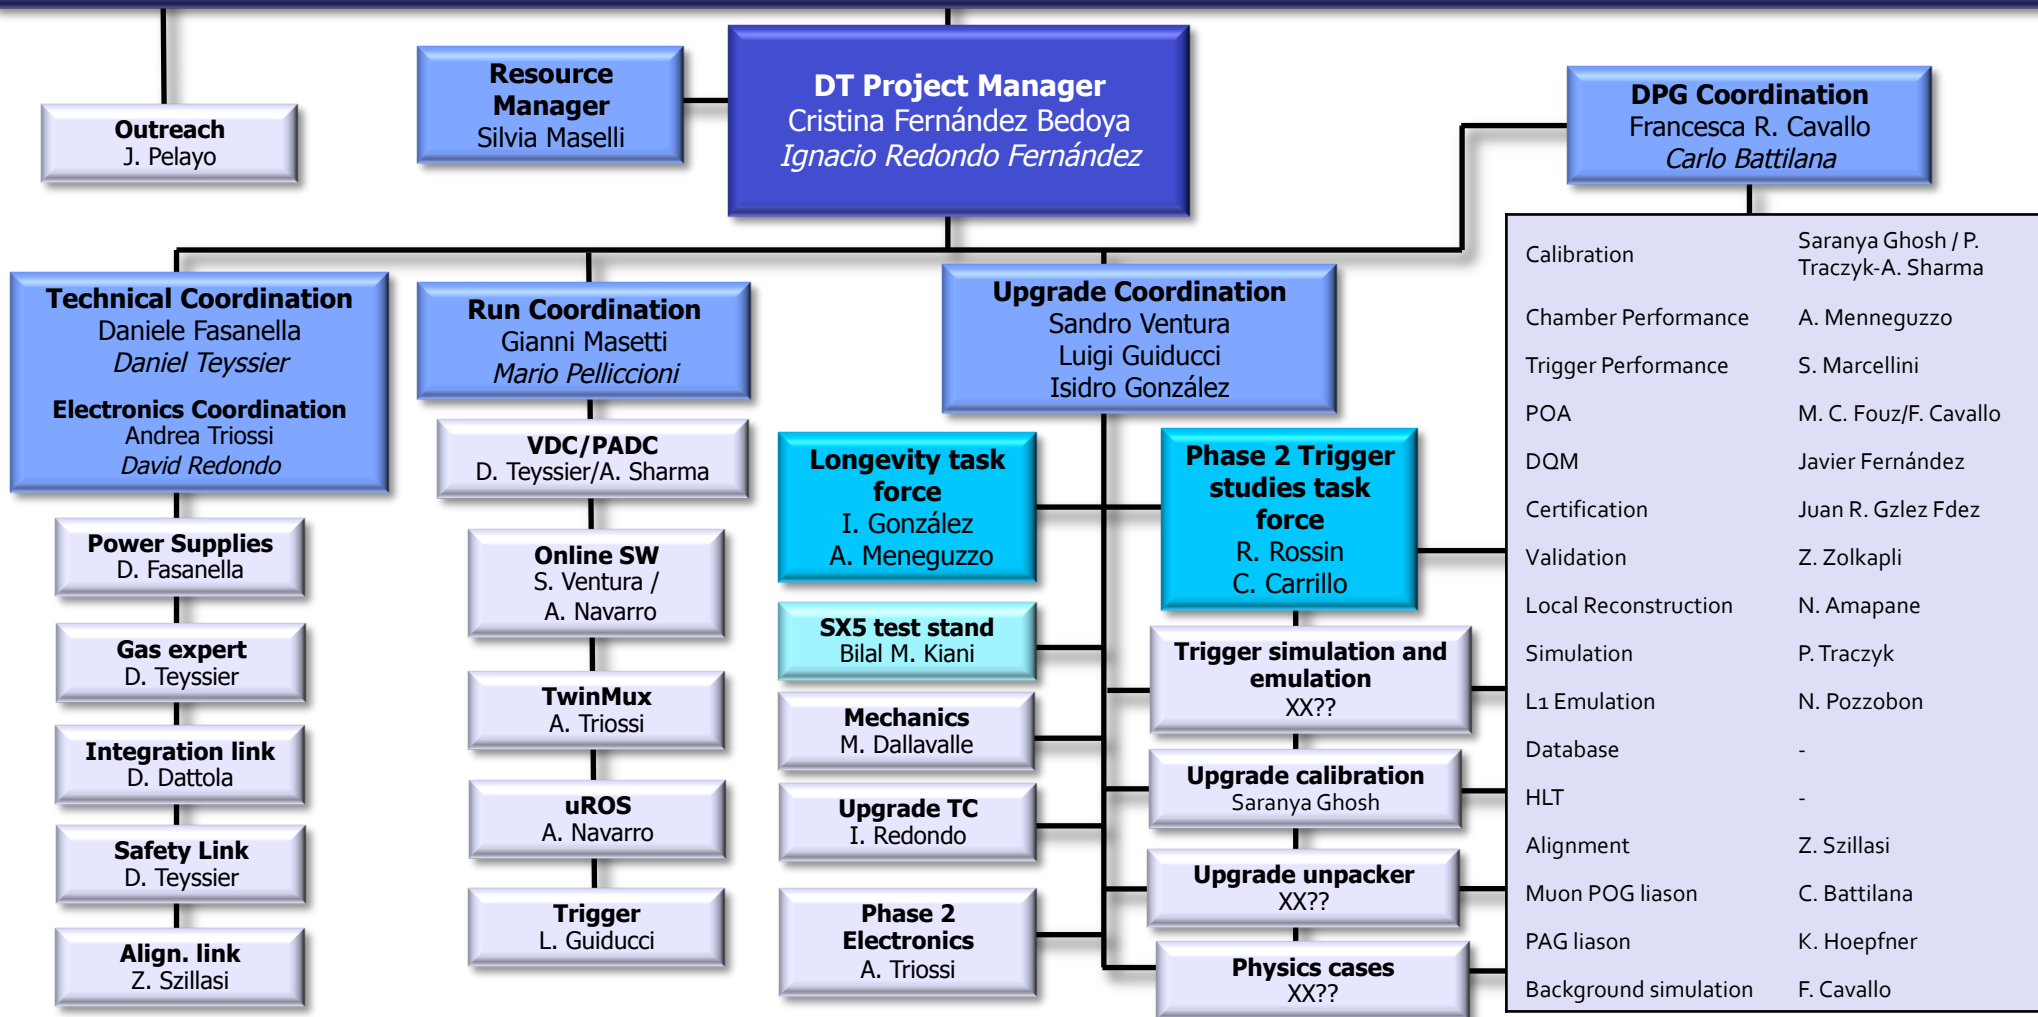 Outreach
J. Pelayo
Resource
Manager
Silvia Maselli
DT Project Manager
Cristina Fernández Bedoya
Ignacio Redondo Fernández
DPG Coordination
Francesca R. Cavallo
Carlo Battilana
Technical Coordination
Daniele Fasanella
Daniel Teyssier
Electronics Coordination
Andrea Triossi
David Redondo
Power Supplies
D. Fasanella
Gas expert
D. Teyssier
Integration link
D. Dattola
Safety Link
D. Teyssier
Align. link
Z. Szillasi
Run Coordination
Gianni Masetti
Mario Pelliccioni
VDC/PADC
D. Teyssier/A. Sharma
Online SW
S. Ventura /
A. Navarro
TwinMux
A. Triossi
uROS
A. Navarro
Trigger
L. Guiducci
Upgrade Coordination
Sandro Ventura
Luigi Guiducci
Isidro González
Longevity task
force
I. González
A. Meneguzzo
SX5 test stand
Bilal M. Kiani
Mechanics
M. Dallavalle
Upgrade TC
I. Redondo
Phase 2
Electronics
A. Triossi
Phase 2 Trigger
studies task
force
R. Rossin
C. Carrillo
Trigger simulation and
emulation
XX??
Upgrade calibration
Saranya Ghosh
Upgrade unpacker
XX??
Physics cases
XX??
Calibration Saranya Ghosh / P.
Traczyk-A. Sharma
Chamber Performance A. Menneguzzo
Trigger Performance S. Marcellini
POA M. C. Fouz/F. Cavallo
DQM Javier Fernández
Certification Juan R. Gzlez Fdez
Validation Z. Zolkapli
Local Reconstruction N. Amapane
Simulation P. Traczyk
L1 Emulation N. Pozzobon
Database -
HLT -
Alignment Z. Szillasi
Muon POG liason C. Battilana
PAG liason K. Hoepfner
Background simulation F. Cavallo